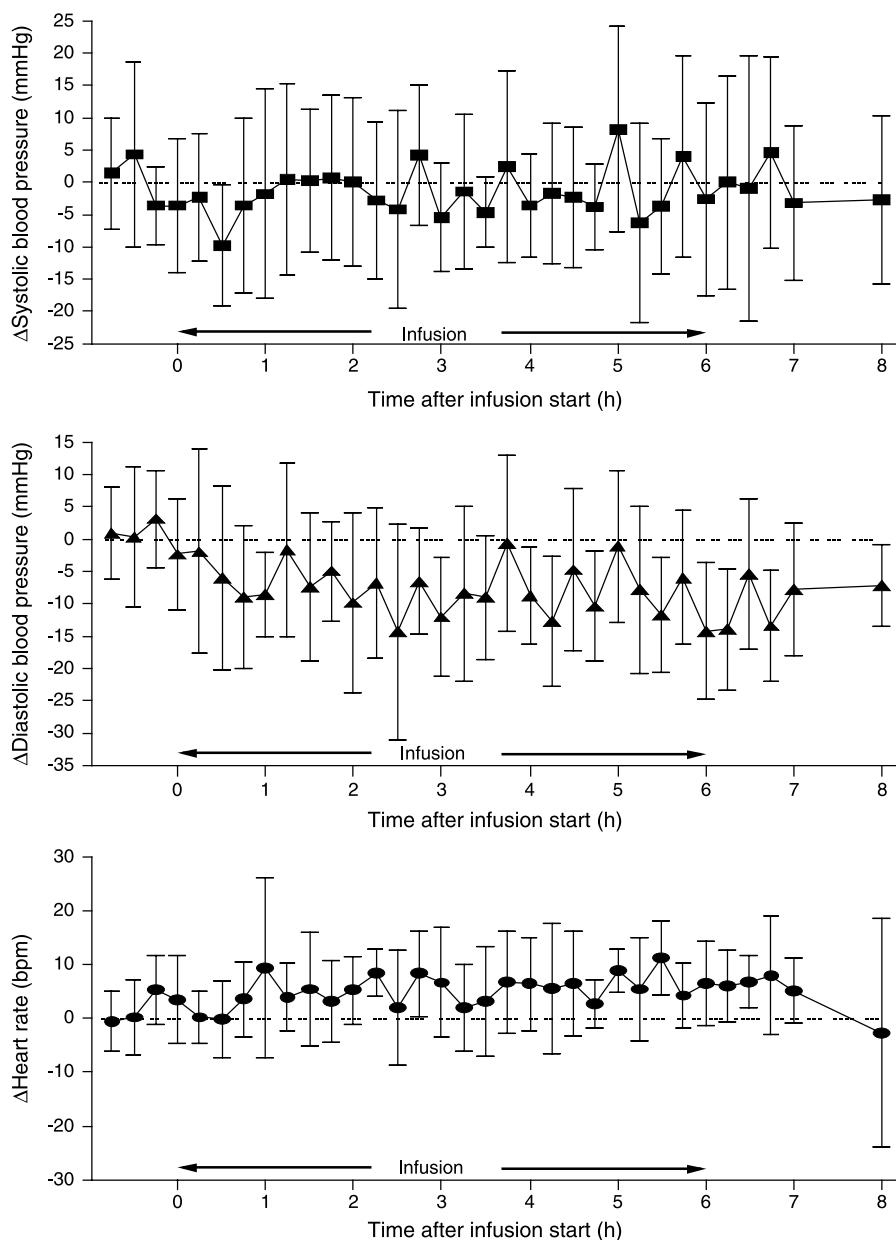 ΔSystolic blood pressure (mmHg)
25
20
15
10
5
0
-5
-10
-15
-20
-25
Infusion
0 1 2 3 4 5 6 7 8
Time after infusion start (h)
ΔDiastolic blood pressure (mmHg)
15
10
5
0
-5
-10
-15
-20
-25
-30
-35
Infusion
0 1 2 3 4 5 6 7 8
Time after infusion start (h)
ΔHeart rate (bpm)
30
20
10
0
-10
-20
-30
Infusion
0 1 2 3 4 5 6 7 8
Time after infusion start (h)